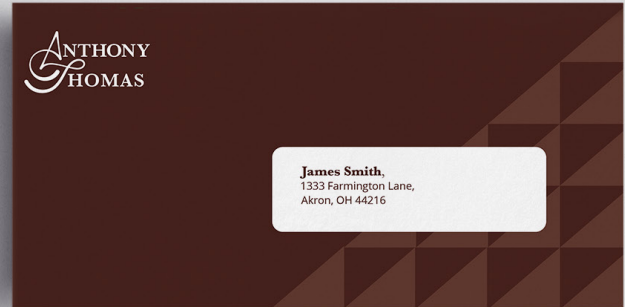 ANTHONY
THOMAS
James Smith,
1333 Farmington Lane,
Akron, OH 44216